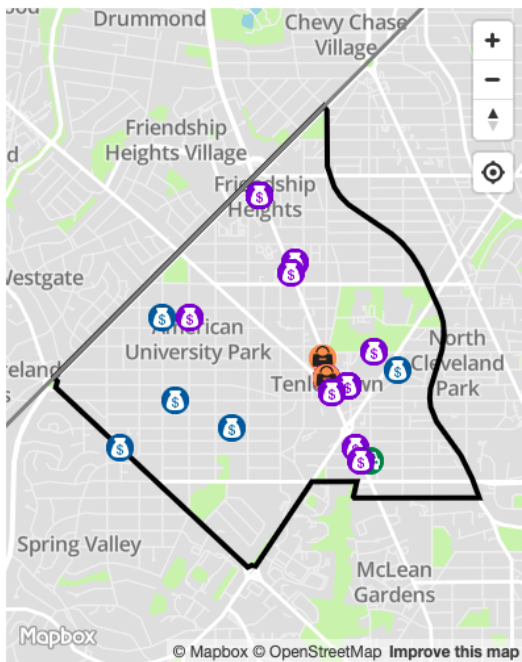 Drummond
Chevy Chase
Village
Friendship
Heights Village
Friendship
Heights
Westgate
American
University Park
North
Cleveland
Park
Tenleytown
Spring Valley
McLean
Gardens
Mapbox
© Mapbox © OpenStreetMap Improve this map